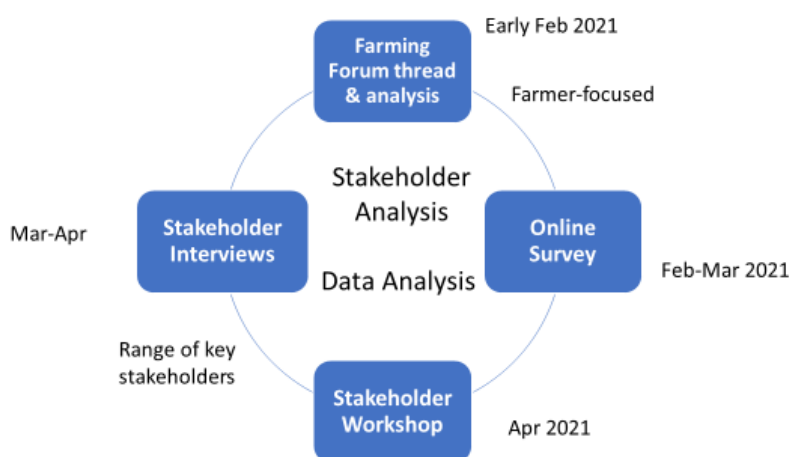 Early Feb 2021
Farming
Forum thread
& analysis
Farmer-focused
Stakeholder
Analysis
Stakeholder
Interviews
Online
Survey
Mar-Apr
Data Analysis
Feb-Mar 2021
Range of key
stakeholders
Stakeholder
Workshop
Apr 2021